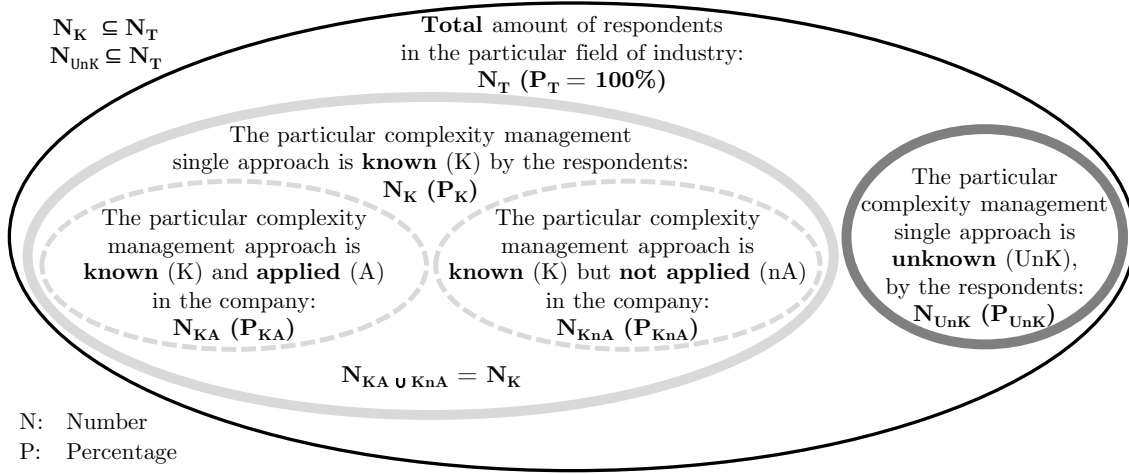 N_K ⊆ N_T
N_UnK ⊆ N_T
Total amount of respondents
in the particular field of industry:
N_T (P_T = 100%)
The particular complexity management
single approach is known (K) by the respondents:
N_K (P_K)
The particular complexity
management approach is
known (K) and applied (A)
in the company:
N_KA (P_KA)
The particular complexity
management approach is
known (K) but not applied (nA)
in the company:
N_KnA (P_KnA)
N_KA ∪ KnA = N_K
The particular
complexity management
single approach is
unknown (UnK),
by the respondents:
N_UnK (P_UnK)
N: Number
P: Percentage